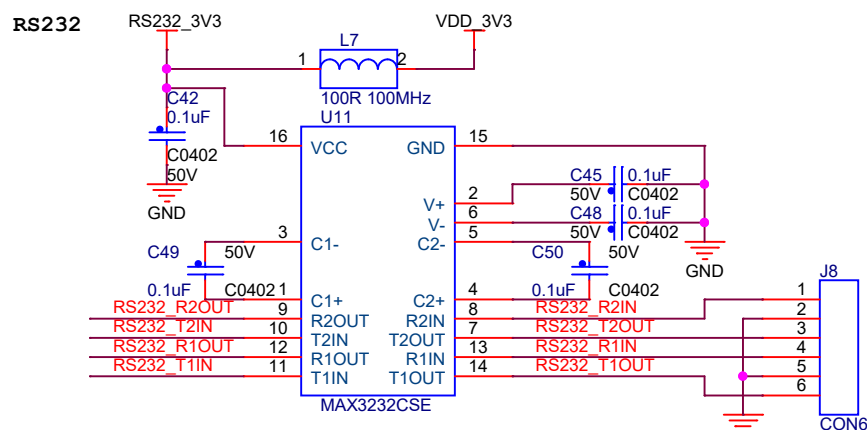 RS232
RS232_3V3
VDD_3V3
L7
1
2
100R 100MHz
C42
0.1uF
C0402
50V
GND
U11
16
VCC
GND
15
V+
2
C45
0.1uF
50V
C0402
V-
6
C48
0.1uF
50V
50V
C0402
GND
3
C1-
C2-
5
C49
50V
0.1uF
C0402
C50
0.1uF
C0402
1
C1+
C2+
4
RS232_R2OUT
9
R2OUT
R2IN
8
RS232_R2IN
RS232_T2IN
10
T2IN
T2OUT
7
RS232_T2OUT
RS232_R1OUT
12
R1OUT
R1IN
13
RS232_R1IN
RS232_T1IN
11
T1IN
T1OUT
14
RS232_T1OUT
MAX3232CSE
J8
1
2
3
4
5
6
CON6